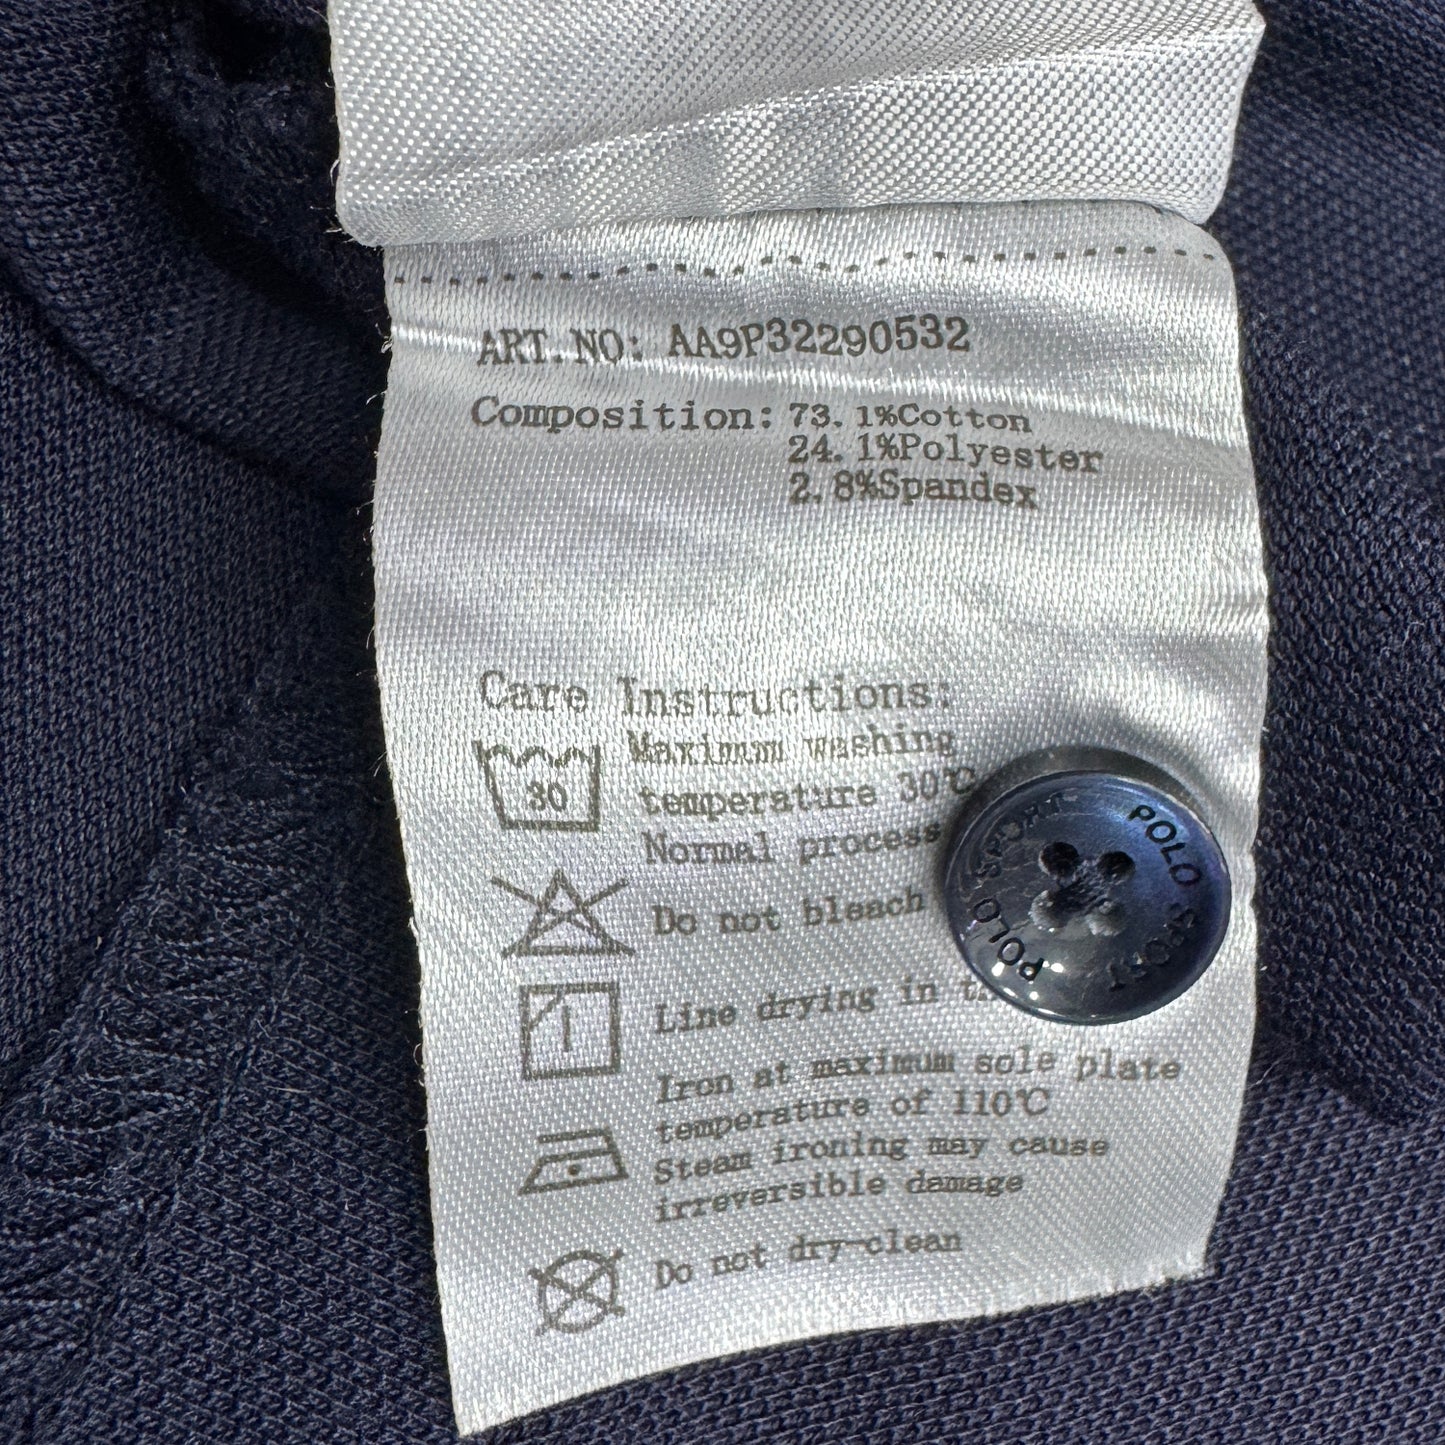 ART.NO: AA9P32290532
Composition: 73.1%Cotton
24.1%Polyester
2.8%Spandex
Care Instructions:
30
Maximum washing
temperature 30℃
Normal process
Do not bleach
Line drying in
Iron at maximum sole plate
temperature of 110℃
Steam ironing may cause
irreversible damage
Do not dry-clean
POLO SPORT
POLO SPORT